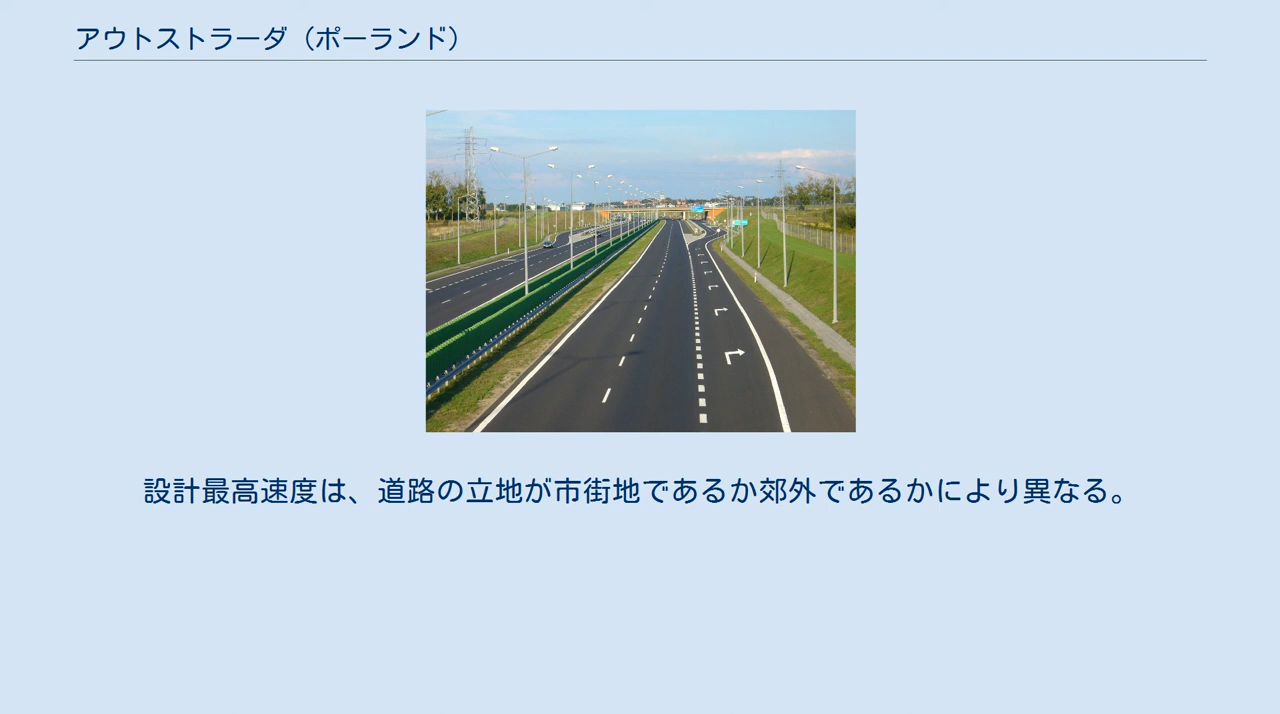 アウトストラーダ（ポーランド）
設計最高速度は、道路の立地が市街地であるか郊外であるかにより異なる。